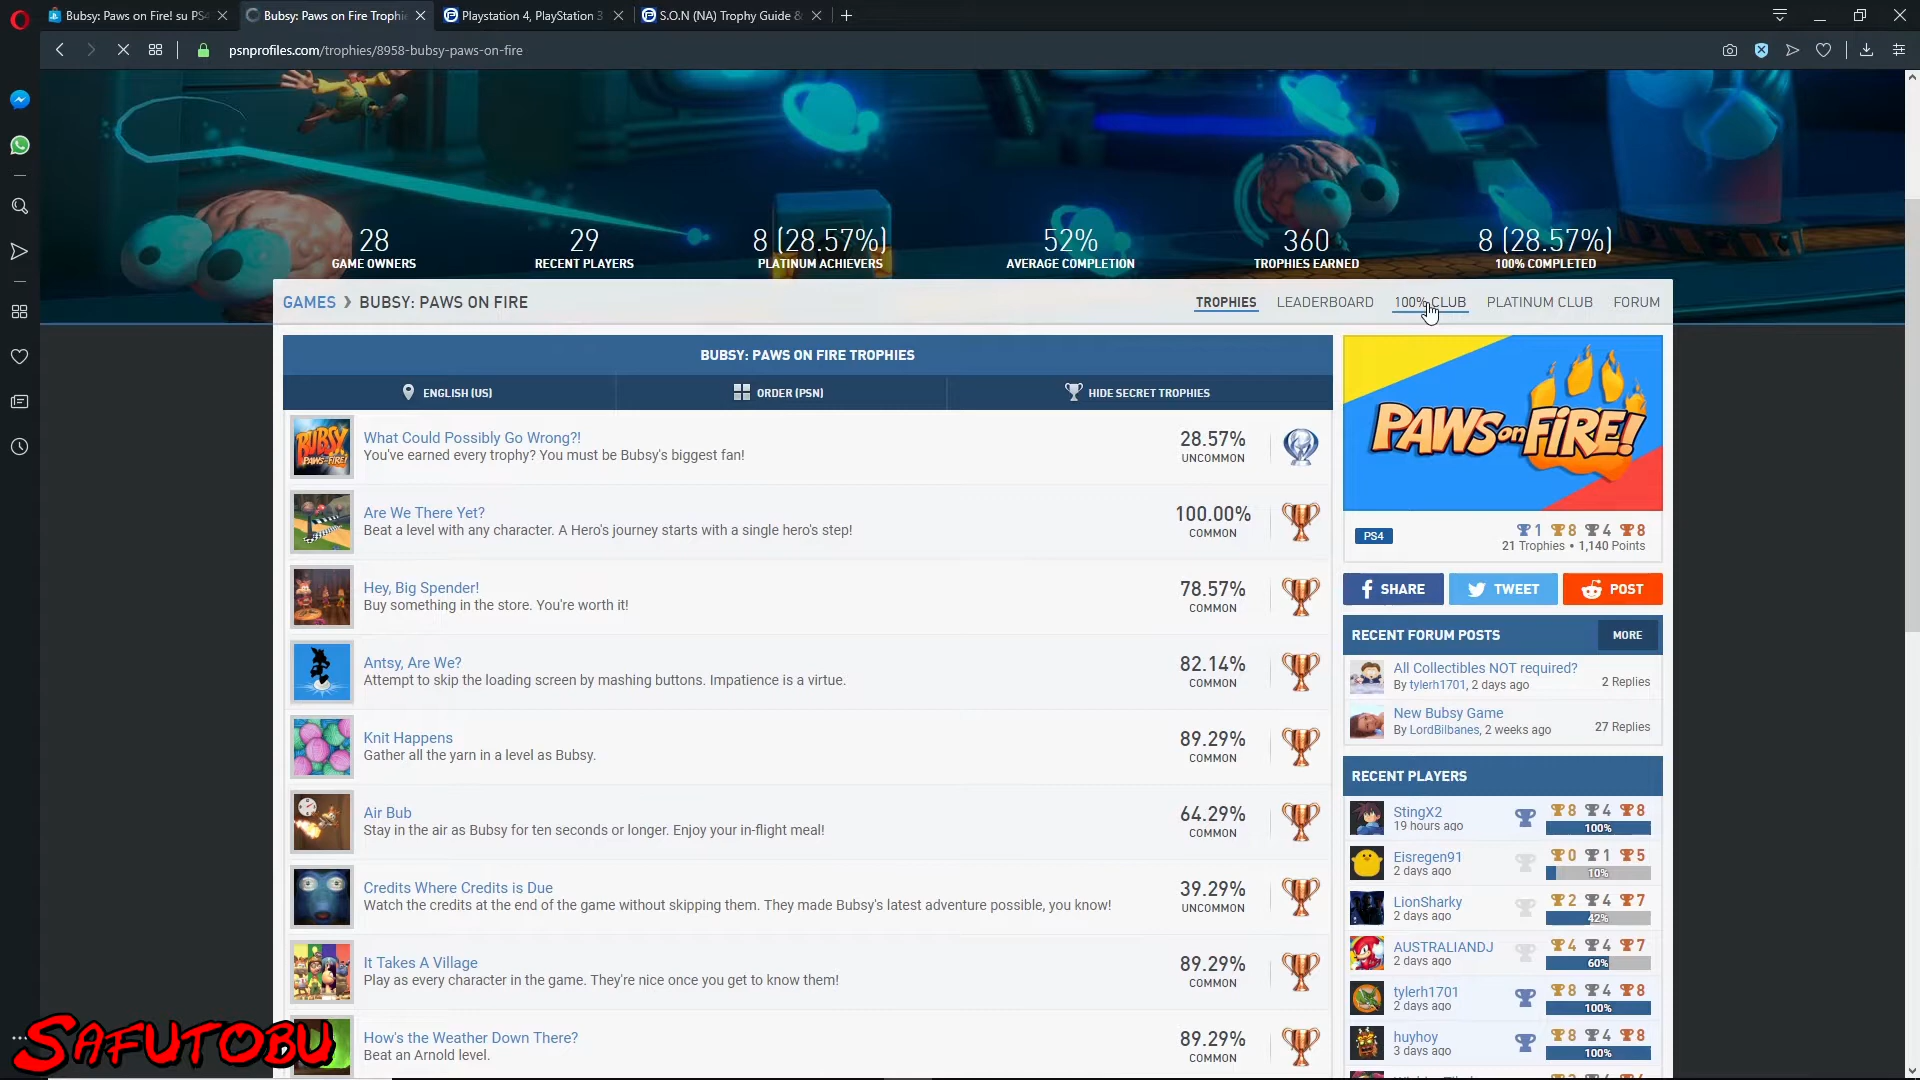 Bubsy: Paws on Fire! su PS4
Bubsy: Paws on Fire Trophi
Playstation 4, PlayStation 3
S.O.N (NA) Trophy Guide &
psnprofiles.com/trophies/8958-bubsy-paws-on-fire
28
GAME OWNERS
29
RECENT PLAYERS
8 (28.57%)
PLATINUM ACHIEVERS
52%
AVERAGE COMPLETION
360
TROPHIES EARNED
8 (28.57%)
100% COMPLETED
GAMES > BUBSY: PAWS ON FIRE
TROPHIES LEADERBOARD 100% CLUB PLATINUM CLUB FORUM
BUBSY: PAWS ON FIRE TROPHIES
ENGLISH (US) ORDER (PSN) HIDE SECRET TROPHIES
BUBSY
PAWS on FIRE!
What Could Possibly Go Wrong?!
You've earned every trophy? You must be Bubsy's biggest fan!
28.57%
UNCOMMON
Are We There Yet?
Beat a level with any character. A Hero's journey starts with a single hero's step!
100.00%
COMMON
Hey, Big Spender!
Buy something in the store. You're worth it!
78.57%
COMMON
Antsy, Are We?
Attempt to skip the loading screen by mashing buttons. Impatience is a virtue.
82.14%
COMMON
Knit Happens
Gather all the yarn in a level as Bubsy.
89.29%
COMMON
Air Bub
Stay in the air as Bubsy for ten seconds or longer. Enjoy your in-flight meal!
64.29%
COMMON
Credits Where Credits is Due
Watch the credits at the end of the game without skipping them. They made Bubsy's latest adventure possible, you know!
39.29%
UNCOMMON
It Takes A Village
Play as every character in the game. They're nice once you get to know them!
89.29%
COMMON
How's the Weather Down There?
Beat an Arnold level.
89.29%
COMMON
PAWS on FIRE!
PS4
1 8 4 8
21 Trophies • 1,140 Points
SHARE TWEET POST
RECENT FORUM POSTS MORE
All Collectibles NOT required?
By tylerh1701, 2 days ago
2 Replies
New Bubsy Game
By LordBilbanes, 2 weeks ago
27 Replies
RECENT PLAYERS
StingX2
19 hours ago
8 4 8
100%
Eisregen91
2 days ago
0 1 5
10%
LionSharky
2 days ago
2 4 7
42%
AUSTRALIANDJ
2 days ago
4 4 7
60%
tylerh1701
2 days ago
8 4 8
100%
huyhoy
3 days ago
8 4 8
100%
SAFUTOBU